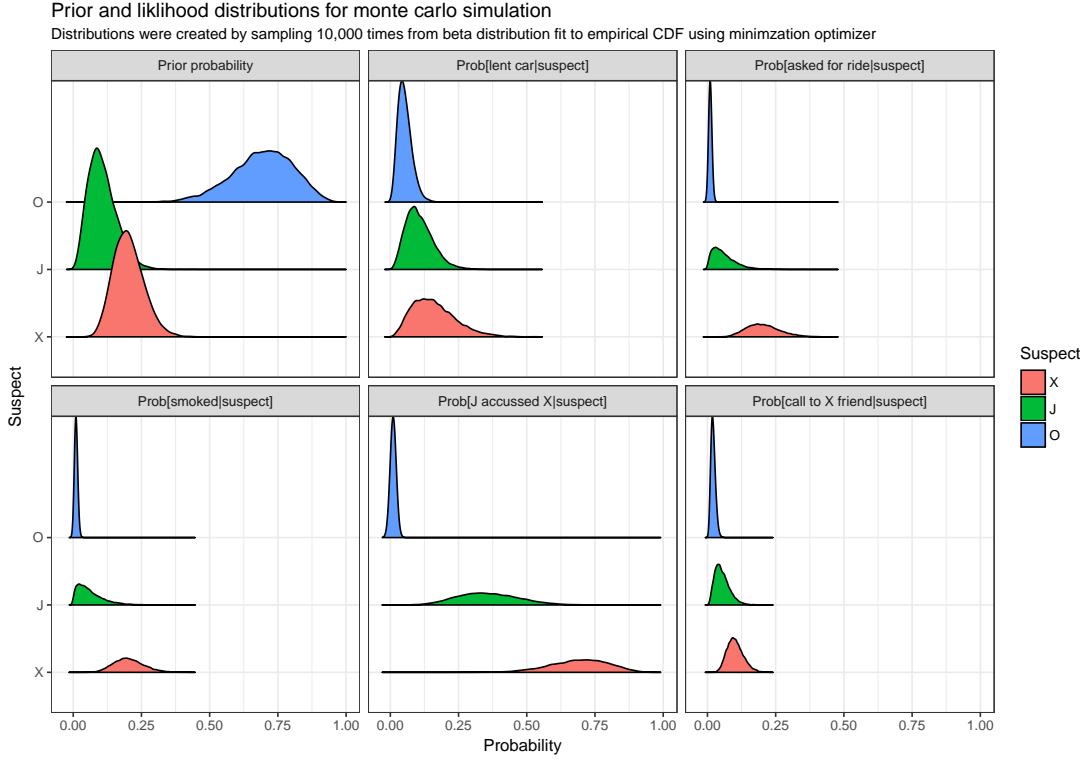 Prior and liklihood distributions for monte carlo simulation
Distributions were created by sampling 10,000 times from beta distribution fit to empirical CDF using minmzation optimizer
Prior probability
Prob[lent car|suspect]
Prob[asked for ride|suspect]
O
J
X
Prob[smoked|suspect]
Prob[J accussed X|suspect]
Prob[call to X friend|suspect]
O
J
X
0.00 0.25 0.50 0.75 1.00
0.00 0.25 0.50 0.75 1.00
0.00 0.25 0.50 0.75 1.00
Probability
Suspect
Suspect
X
J
O